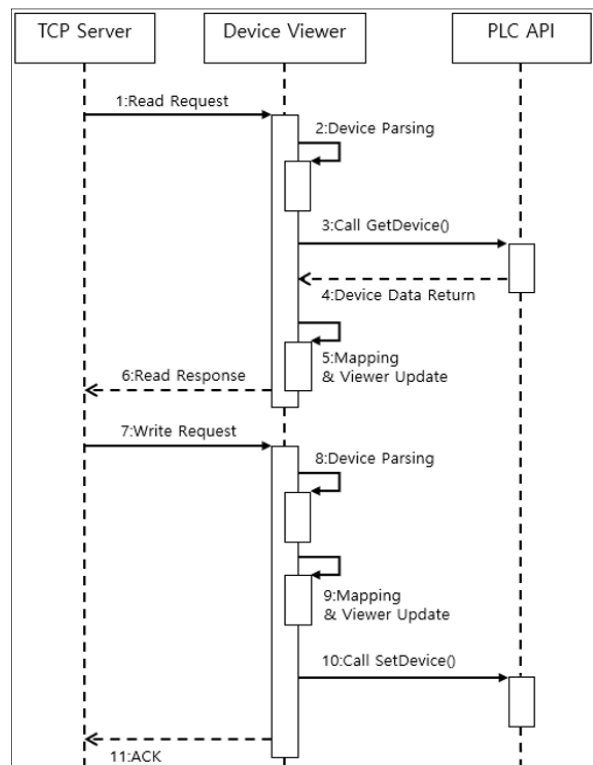 TCP Server
Device Viewer
PLC API
1:Read Request
2:Device Parsing
3:Call GetDevice()
4:Device Data Return
5:Mapping
& Viewer Update
6:Read Response
7:Write Request
8:Device Parsing
9:Mapping
& Viewer Update
10:Call SetDevice()
11:ACK